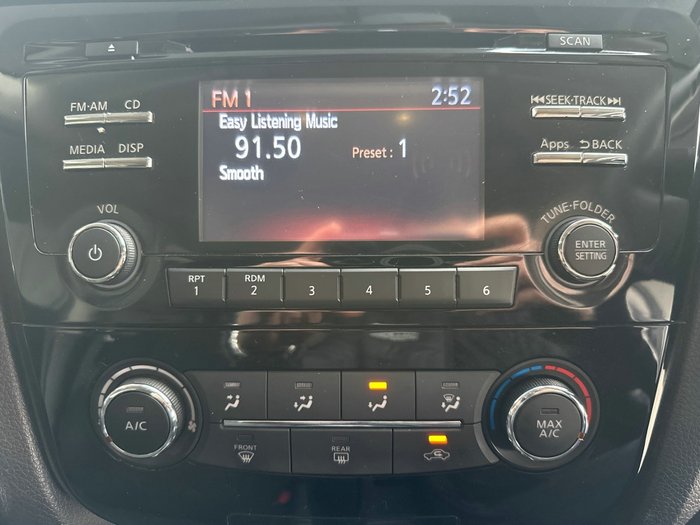 SCAN
FM·AM CD
MEDIA DISP
VOL
FM 1 2:52
Easy Listening Music
91.50 Preset : 1
Smooth
SEEK·TRACK
Apps BACK
TUNE·FOLDER
ENTER
SETTING
RPT
1
RDM
2
3
4
5
6
A/C
FRONT
REAR
MAX
A/C